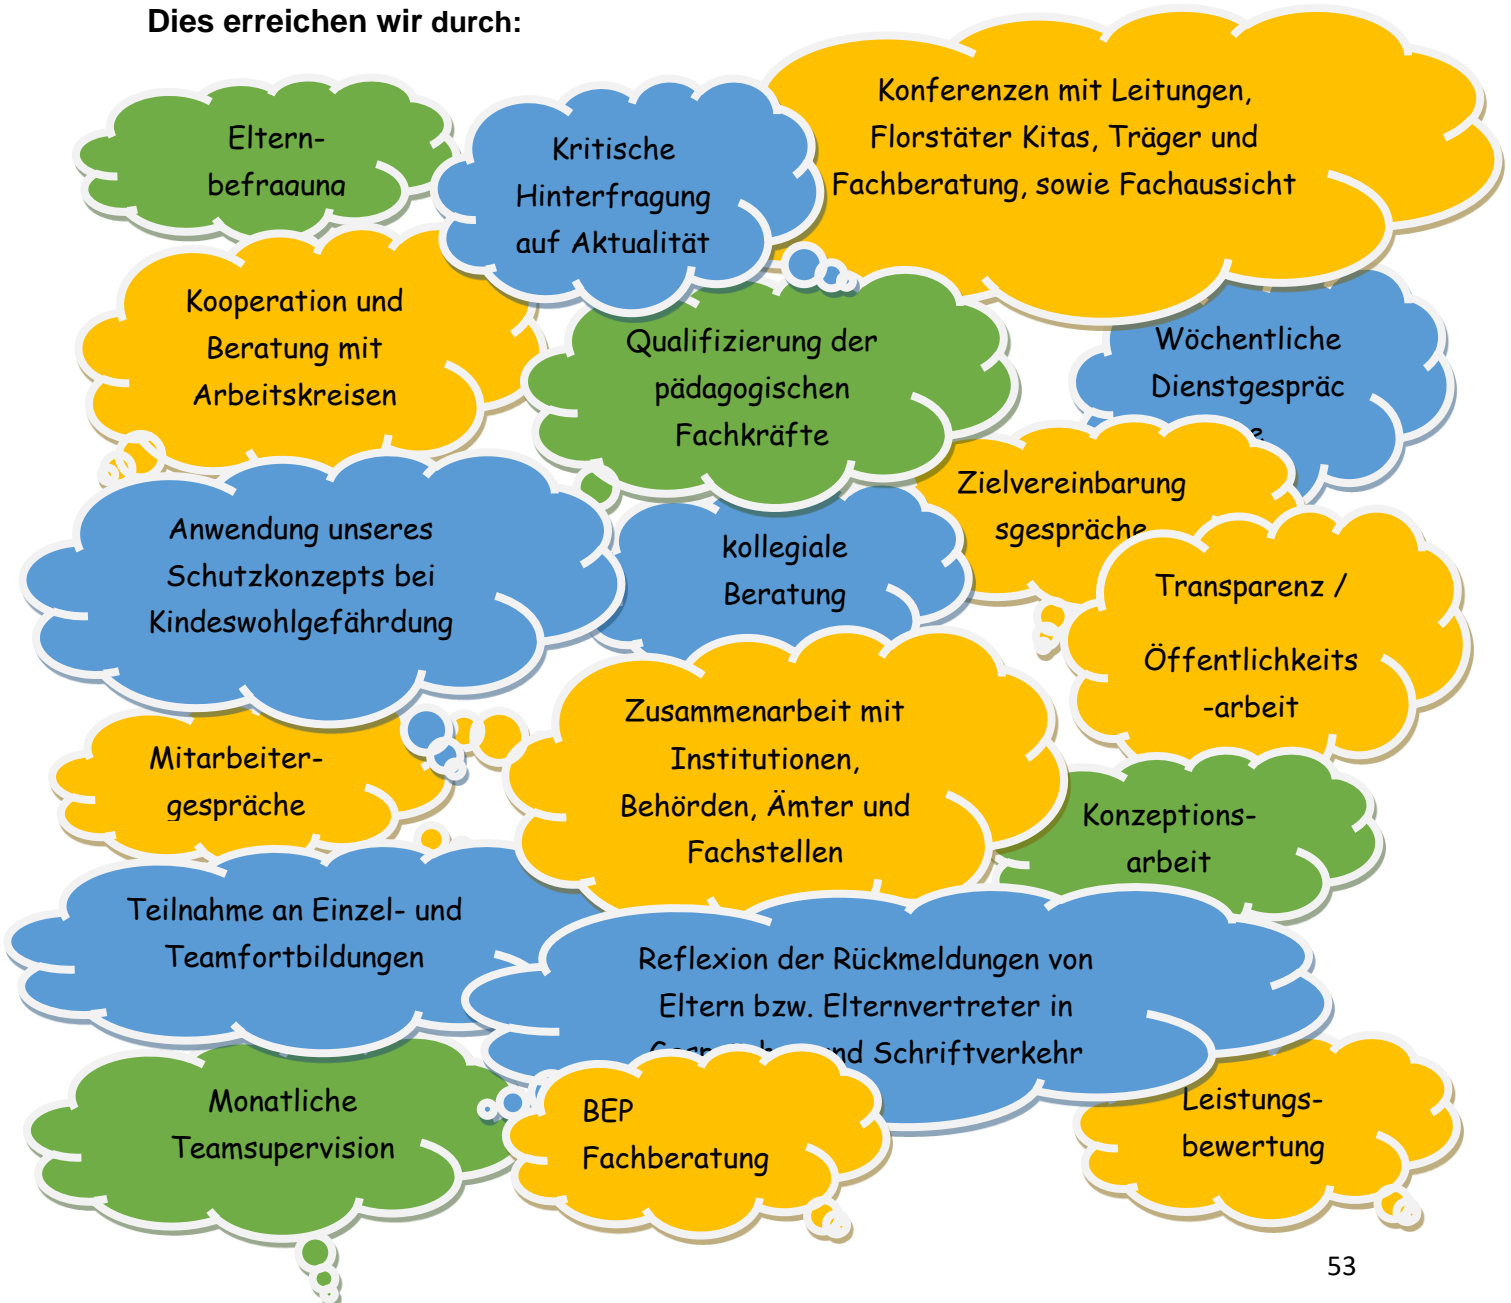 Dies erreichen wir durch:
Eltern-
befragung
Kritische
Hinterfragung
auf Aktualität
Konferenzen mit Leitungen,
Florstäter Kitas, Träger und
Fachberatung, sowie Fachaussicht
Kooperation und
Beratung mit
Arbeitskreisen
Qualifizierung der
pädagogischen
Fachkräfte
Wöchentliche
Dienstgespräc
Zielvereinbarung
sgespräche
Anwendung unseres
Schutzkonzepts bei
Kindeswohlgefährdung
kollegiale
Beratung
Transparenz /
Öffentlichkeits
-arbeit
Mitarbeiter-
gespräche
Zusammenarbeit mit
Institutionen,
Behörden, Ämter und
Fachstellen
Konzeptions-
arbeit
Teilnahme an Einzel- und
Teamfortbildungen
Reflexion der Rückmeldungen von
Eltern bzw. Elternvertreter in
und Schriftverkehr
Monatliche
Teamsupervision
BEP
Fachberatung
Leistungs-
bewertung
53